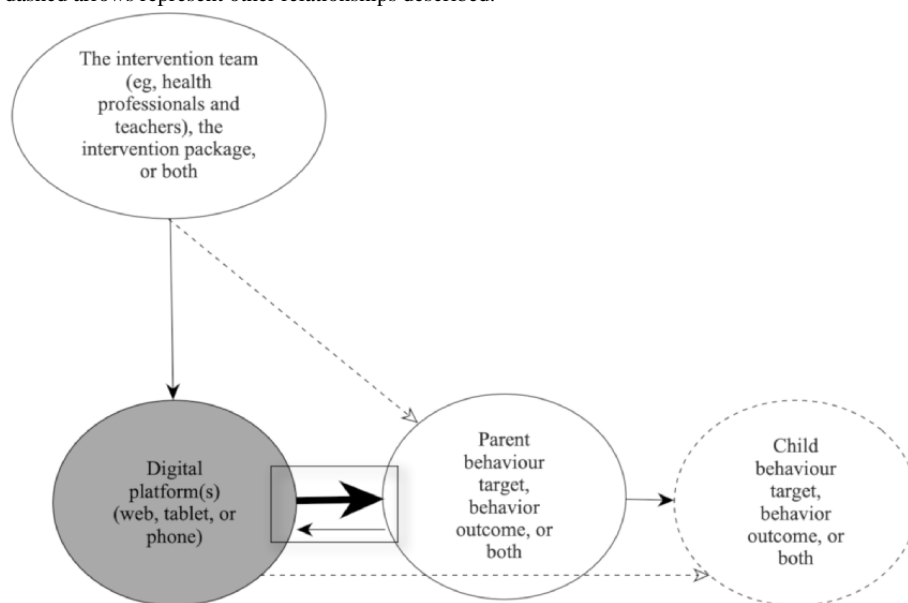 dashed arrows represent other relationships described.
The intervention team
(eg, health
professionals and
teachers), the
intervention package,
or both
Digital
platform(s)
(web, tablet, or
phone)
Parent
behaviour
target,
behavior
outcome, or
both
Child
behaviour
target,
behavior
outcome, or
both